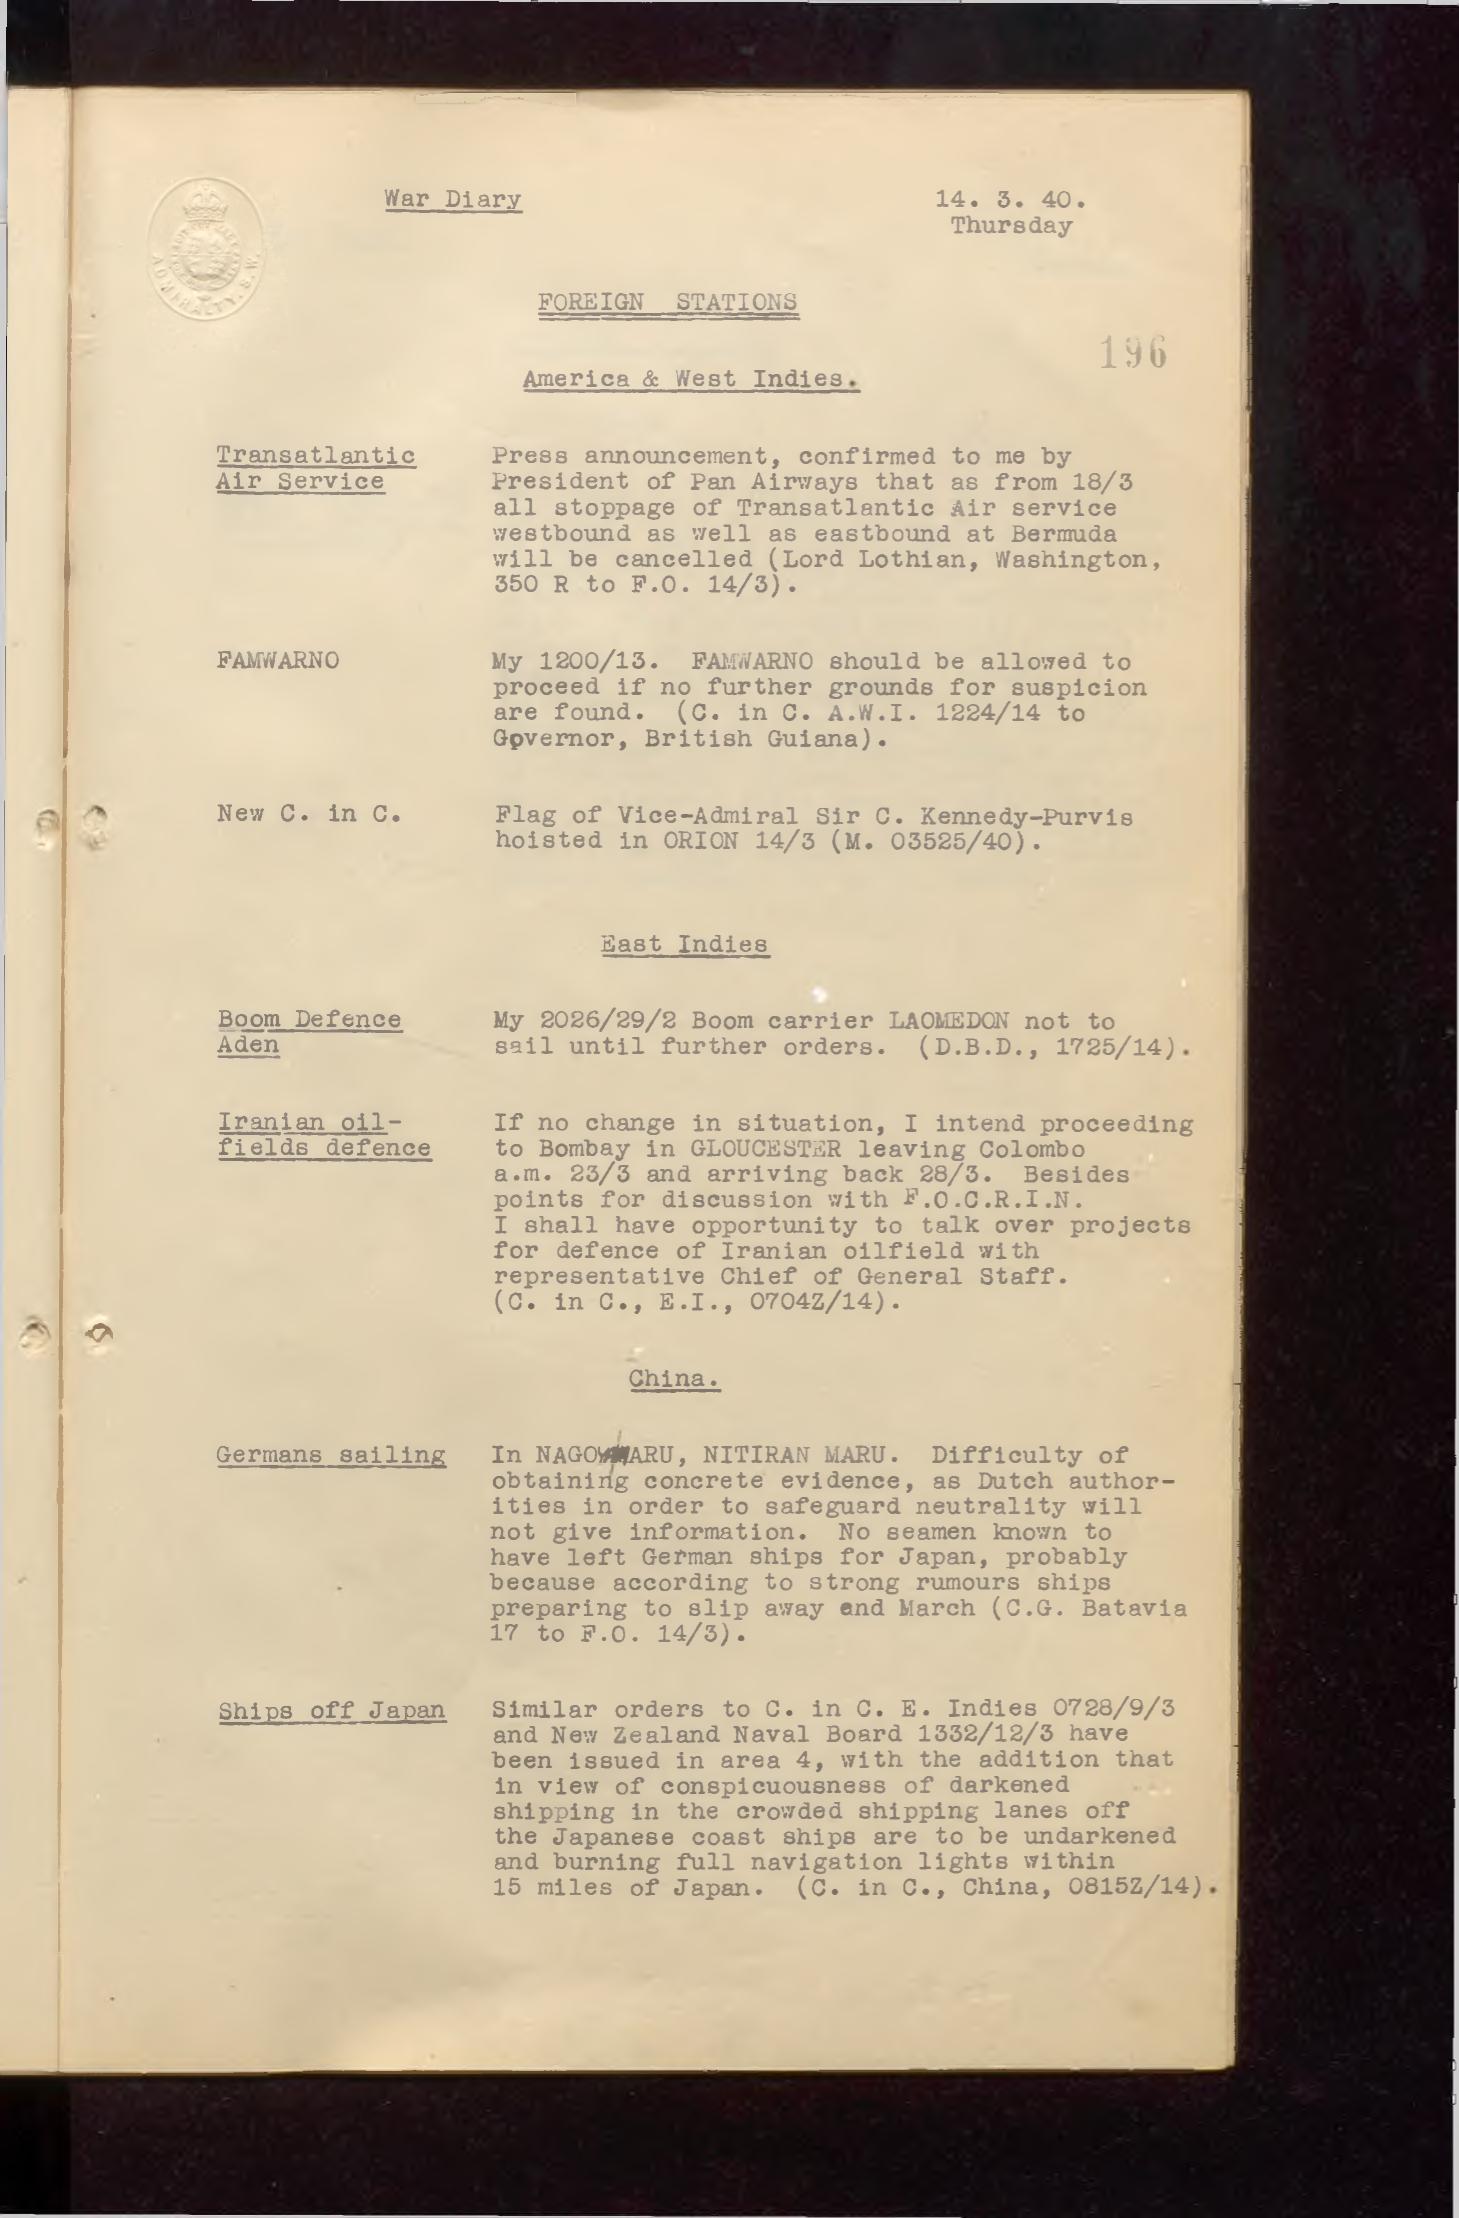 War Diary
14. 3. 40.
Thursday
ADMIRALTY. S.W.
FOREIGN STATIONS
196
America & West Indies.
Transatlantic
Air Service
Press announcement, confirmed to me by
President of Pan Airways that as from 18/3
all stoppage of Transatlantic Air service
westbound as well as eastbound at Bermuda
will be cancelled (Lord Lothian, Washington,
350 R to F.O. 14/3).
FAMWARNO
My 1200/13. FAMWARNO should be allowed to
proceed if no further grounds for suspicion
are found. (C. in C. A.W.I. 1224/14 to
Governor, British Guiana).
New C. in C.
Flag of Vice-Admiral Sir C. Kennedy-Purvis
hoisted in ORION 14/3 (M. 03525/40).
East Indies
Boom Defence
Aden
My 2026/29/2 Boom carrier LAOMEDON not to
sail until further orders. (D.B.D., 1725/14).
Iranian oil-
fields defence
If no change in situation, I intend proceeding
to Bombay in GLOUCESTER leaving Colombo
a.m. 23/3 and arriving back 28/3. Besides
points for discussion with F.O.C.R.I.N.
I shall have opportunity to talk over projects
for defence of Iranian oilfield with
representative Chief of General Staff.
(C. in C., E.I., 0704Z/14).
China.
Germans sailing
In NITIRAN MARU. Difficulty of
obtaining concrete evidence, as Dutch author-
ities in order to safeguard neutrality will
not give information. No seamen known to
have left German ships for Japan, probably
because according to strong rumours ships
preparing to slip away end March (C.G. Batavia
17 to F.O. 14/3).
Ships off Japan
Similar orders to C. in C. E. Indies 0728/9/3
and New Zealand Naval Board 1332/12/3 have
been issued in area 4, with the addition that
in view of conspicuousness of darkened
shipping in the crowded shipping lanes off
the Japanese coast ships are to be undarkened
and burning full navigation lights within
15 miles of Japan. (C. in C., China, 0815Z/14).